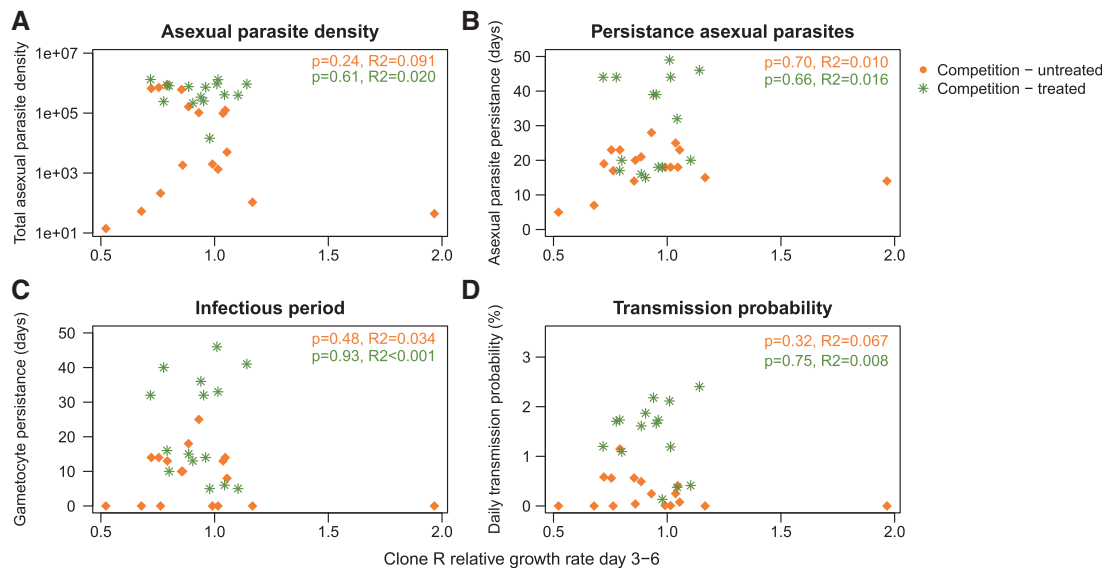 A
Asexual parasite density
Total asexual parasite density
1e+07
1e+05
1e+03
1e+01
p=0.24, R2=0.091
p=0.61, R2=0.020
0.5 1.0 1.5 2.0
B
Persistance asexual parasites
Asexual parasite persistance (days)
50
40
30
20
10
0
p=0.70, R2=0.010
p=0.66, R2=0.016
0.5 1.0 1.5 2.0
Competition − untreated
Competition − treated
C
Infectious period
Gametocyte persistance (days)
50
40
30
20
10
0
p=0.48, R2=0.034
p=0.93, R2<0.001
0.5 1.0 1.5 2.0
D
Transmission probability
Daily transmission probability (%)
3
2
1
0
p=0.32, R2=0.067
p=0.75, R2=0.008
0.5 1.0 1.5 2.0
Clone R relative growth rate day 3−6